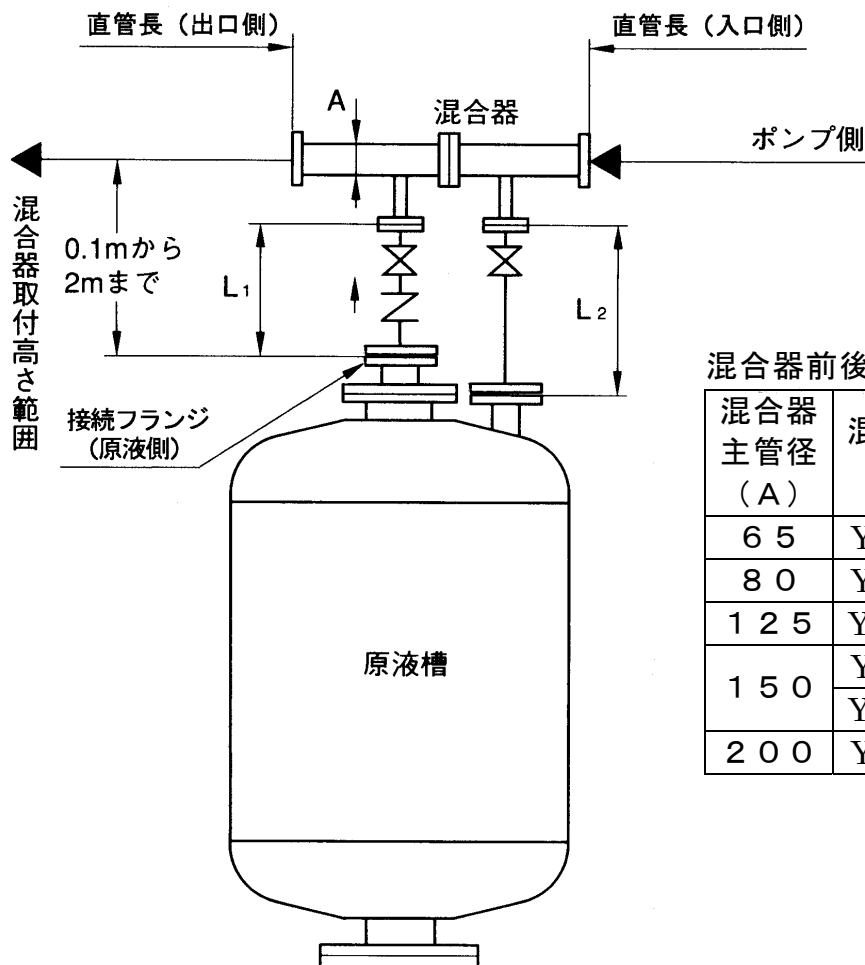 直管長（出口側）
直管長（入口側）
A
混合器
ポンプ側
混合器取付高さ範囲
0.1mから
2mまで
L1
L2
接続フランジ
(原液側)
原液槽
混合器前後
混合器
主管径
（A）
混
６５
Y
８０
Y
１２５
Y
１５０
Y
Y
２００
Y